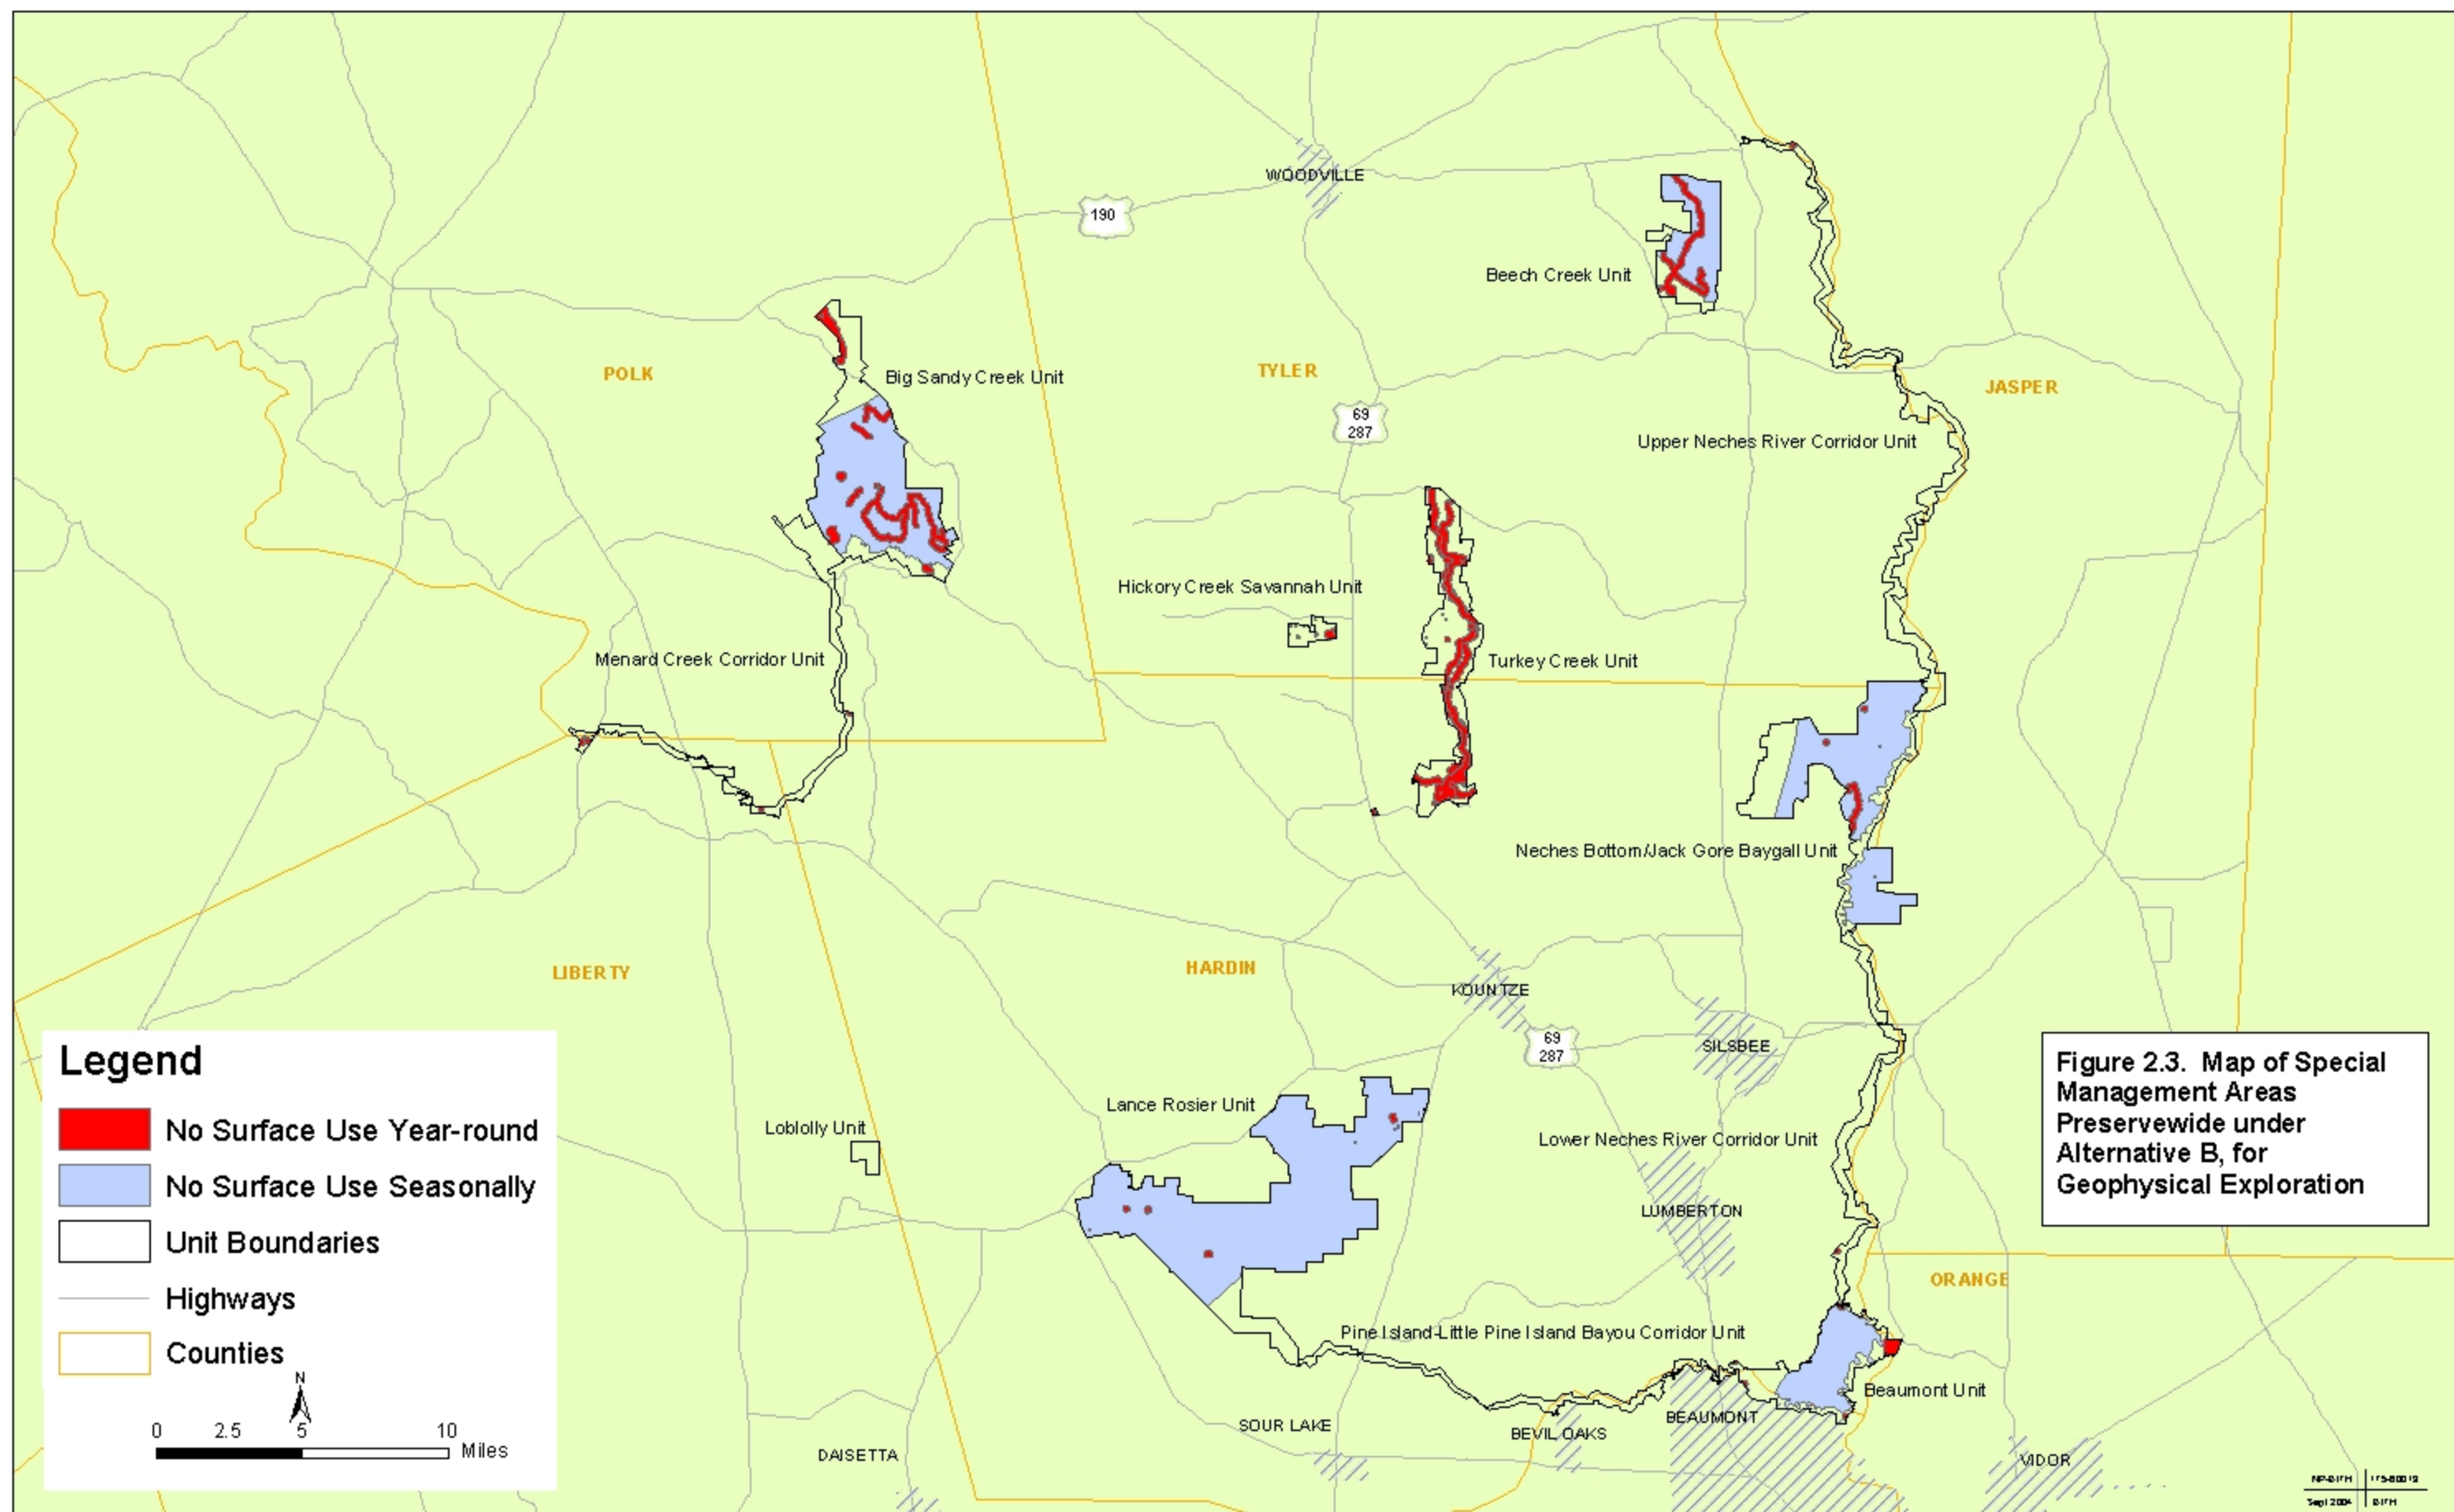 WOODVILLE
190
Beech Creek Unit
POLK
Big Sandy Creek Unit
TYLER
JASPER
69
287
Upper Neches River Corridor Unit
Hickory Creek Savannah Unit
Menard Creek Corridor Unit
Turkey Creek Unit
Neches Bottom/Jack Gore Baygall Unit
LIBERTY
HARDIN
KOUNTZE
69
287
SILSBEE
Lance Rosier Unit
Loblolly Unit
Lower Neches River Corridor Unit
LUMBERTON
ORANGE
Pine Island-Little Pine Island Bayou Corridor Unit
Beaumont Unit
BEAUMONT
SOUR LAKE
BEVIL OAKS
DAISETTA
VIDOR
Legend
No Surface Use Year-round
No Surface Use Seasonally
Unit Boundaries
Highways
Counties
N
0 2.5 5 10
Miles
Figure 2.3. Map of Special
Management Areas
Preservewide under
Alternative B, for
Geophysical Exploration
Sept 2004